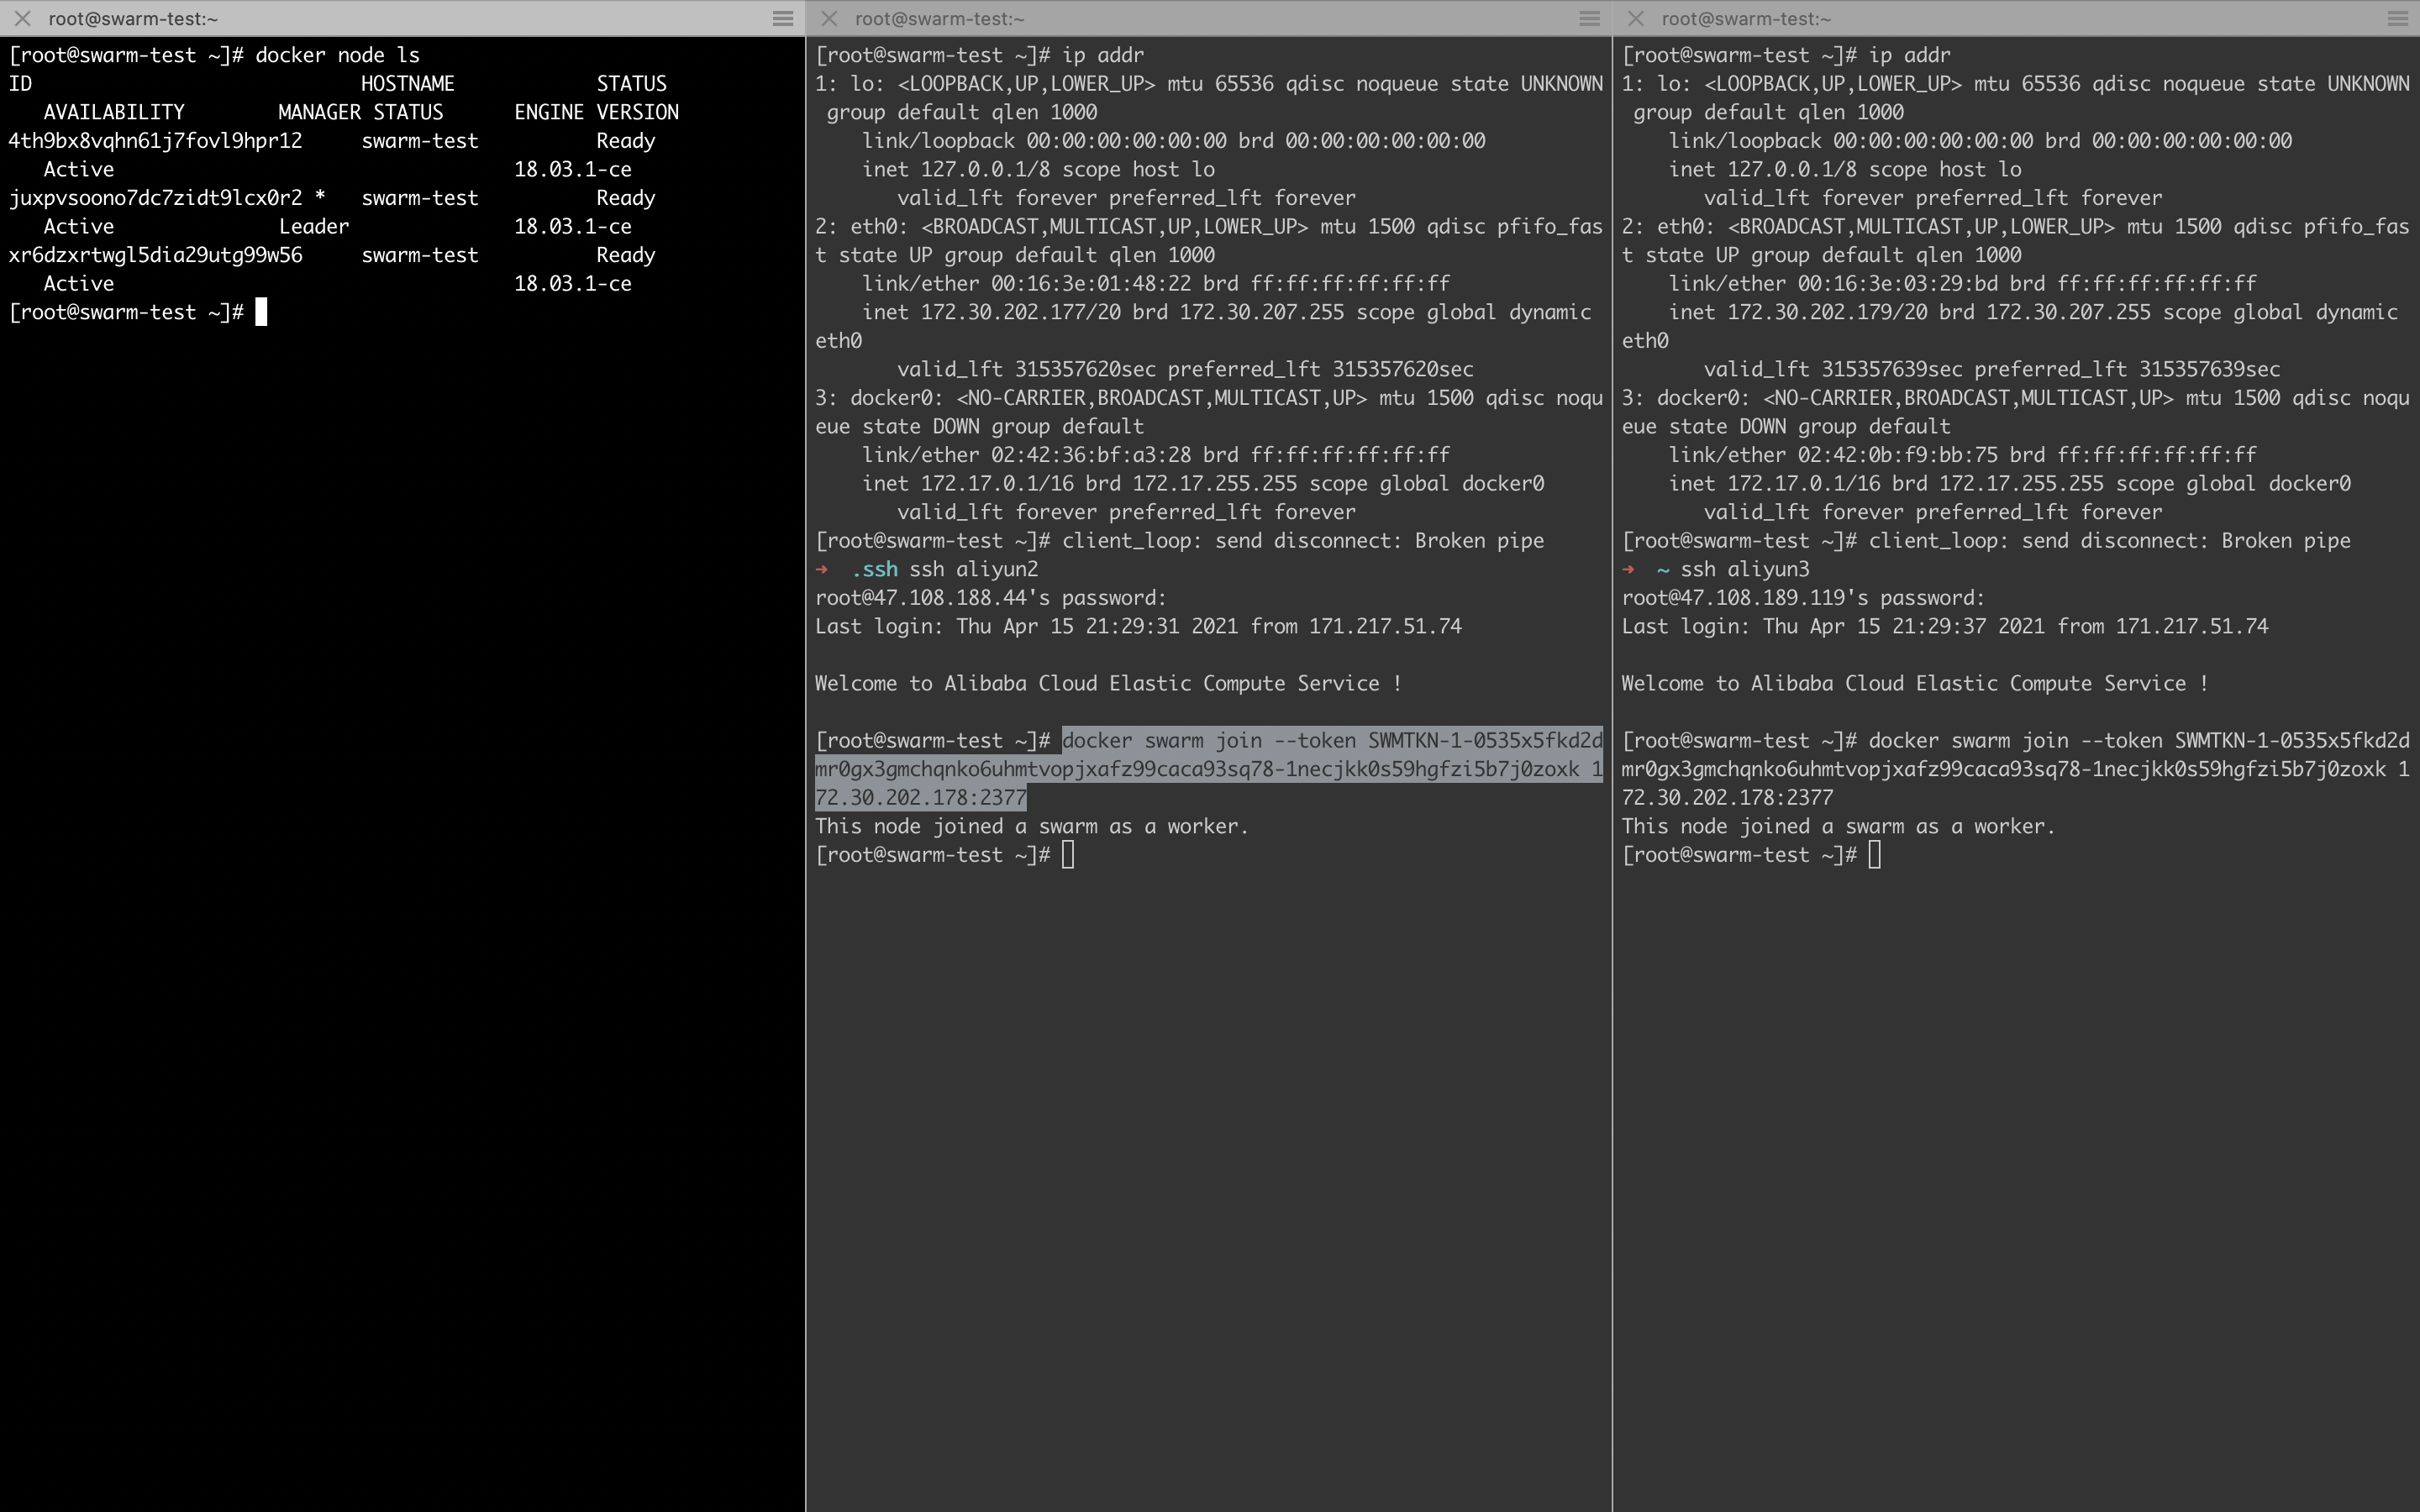 root@swarm-test:~
[root@swarm-test ~]# docker node ls
ID                            HOSTNAME            STATUS
   AVAILABILITY        MANAGER STATUS      ENGINE VERSION
4th9bx8vqhn61j7fovl9hpr12     swarm-test          Ready
   Active                                  18.03.1-ce
juxpvsoono7dc7zidt9lcx0r2 *   swarm-test          Ready
   Active              Leader              18.03.1-ce
xr6dzxrtwgl5dia29utg99w56     swarm-test          Ready
   Active                                  18.03.1-ce
[root@swarm-test ~]#
root@swarm-test:~
[root@swarm-test ~]# ip addr
1: lo: <LOOPBACK,UP,LOWER_UP> mtu 65536 qdisc noqueue state UNKNOWN
 group default qlen 1000
    link/loopback 00:00:00:00:00:00 brd 00:00:00:00:00:00
    inet 127.0.0.1/8 scope host lo
       valid_lft forever preferred_lft forever
2: eth0: <BROADCAST,MULTICAST,UP,LOWER_UP> mtu 1500 qdisc pfifo_fas
t state UP group default qlen 1000
    link/ether 00:16:3e:01:48:22 brd ff:ff:ff:ff:ff:ff
    inet 172.30.202.177/20 brd 172.30.207.255 scope global dynamic
eth0
       valid_lft 315357620sec preferred_lft 315357620sec
3: docker0: <NO-CARRIER,BROADCAST,MULTICAST,UP> mtu 1500 qdisc noqu
eue state DOWN group default
    link/ether 02:42:36:bf:a3:28 brd ff:ff:ff:ff:ff:ff
    inet 172.17.0.1/16 brd 172.17.255.255 scope global docker0
       valid_lft forever preferred_lft forever
[root@swarm-test ~]# client_loop: send disconnect: Broken pipe
➜  .ssh ssh aliyun2
root@47.108.188.44's password:
Last login: Thu Apr 15 21:29:31 2021 from 171.217.51.74
Welcome to Alibaba Cloud Elastic Compute Service !
[root@swarm-test ~]# docker swarm join --token SWMTKN-1-0535x5fkd2d
mr0gx3gmchqnko6uhmtvopjxafz99caca93sq78-1necjkk0s59hgfzi5b7j0zoxk 1
72.30.202.178:2377
This node joined a swarm as a worker.
[root@swarm-test ~]#
root@swarm-test:~
[root@swarm-test ~]# ip addr
1: lo: <LOOPBACK,UP,LOWER_UP> mtu 65536 qdisc noqueue state UNKNOWN
 group default qlen 1000
    link/loopback 00:00:00:00:00:00 brd 00:00:00:00:00:00
    inet 127.0.0.1/8 scope host lo
       valid_lft forever preferred_lft forever
2: eth0: <BROADCAST,MULTICAST,UP,LOWER_UP> mtu 1500 qdisc pfifo_fas
t state UP group default qlen 1000
    link/ether 00:16:3e:03:29:bd brd ff:ff:ff:ff:ff:ff
    inet 172.30.202.179/20 brd 172.30.207.255 scope global dynamic
eth0
       valid_lft 315357639sec preferred_lft 315357639sec
3: docker0: <NO-CARRIER,BROADCAST,MULTICAST,UP> mtu 1500 qdisc noqu
eue state DOWN group default
    link/ether 02:42:0b:f9:bb:75 brd ff:ff:ff:ff:ff:ff
    inet 172.17.0.1/16 brd 172.17.255.255 scope global docker0
       valid_lft forever preferred_lft forever
[root@swarm-test ~]# client_loop: send disconnect: Broken pipe
➜  ~ ssh aliyun3
root@47.108.189.119's password:
Last login: Thu Apr 15 21:29:37 2021 from 171.217.51.74
Welcome to Alibaba Cloud Elastic Compute Service !
[root@swarm-test ~]# docker swarm join --token SWMTKN-1-0535x5fkd2d
mr0gx3gmchqnko6uhmtvopjxafz99caca93sq78-1necjkk0s59hgfzi5b7j0zoxk 1
72.30.202.178:2377
This node joined a swarm as a worker.
[root@swarm-test ~]#